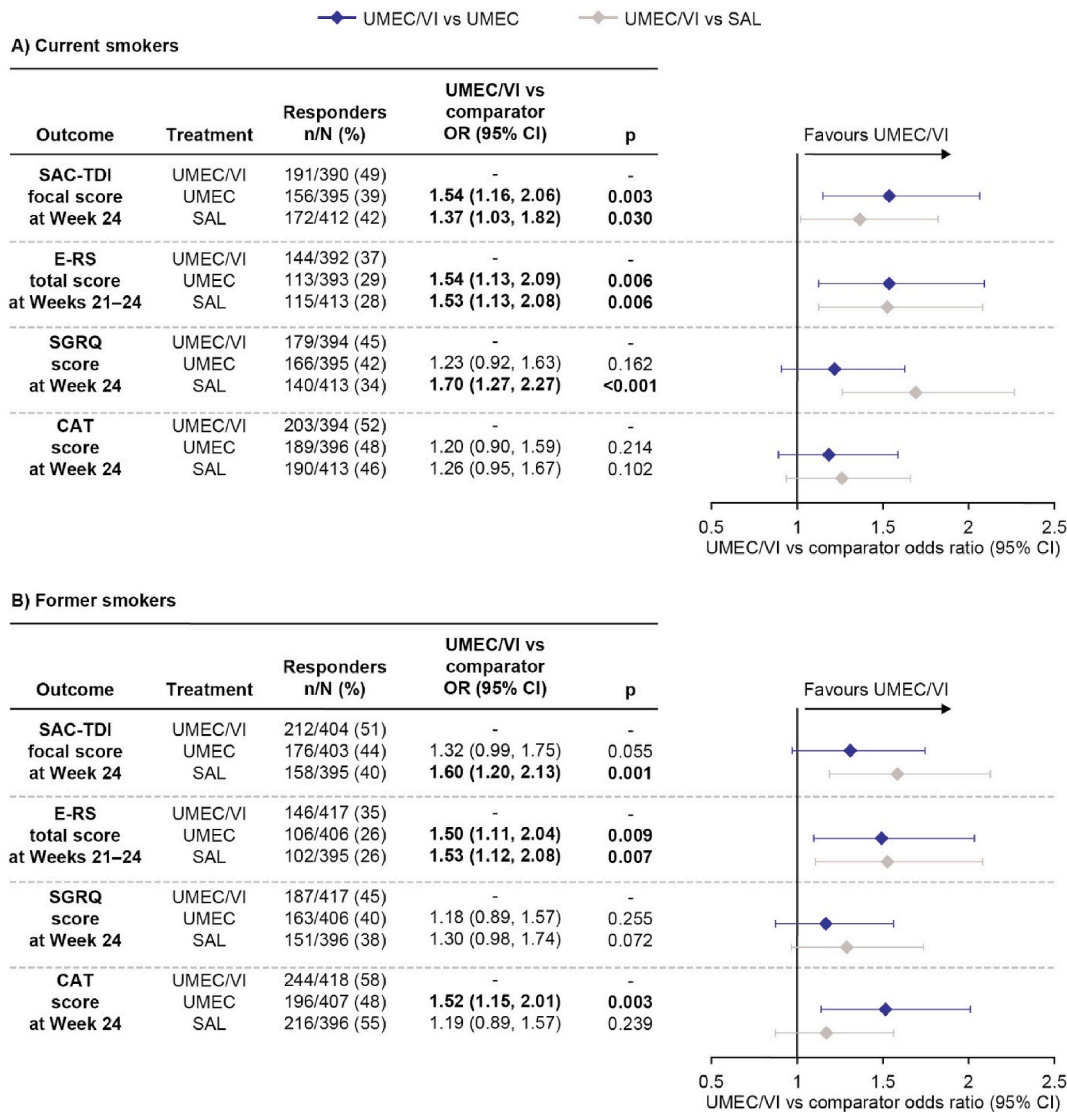 UMEC/VI vs UMEC UMEC/VI vs SAL
A) Current smokers
Outcome Treatment Responders n/N (%) UMEC/VI vs comparator OR (95% CI) p
Favours UMEC/VI
SAC-TDI UMEC/VI 191/390 (49) - -
focal score UMEC 156/395 (39) 1.54 (1.16, 2.06) 0.003
at Week 24 SAL 172/412 (42) 1.37 (1.03, 1.82) 0.030
E-RS UMEC/VI 144/392 (37) - -
total score UMEC 113/393 (29) 1.54 (1.13, 2.09) 0.006
at Weeks 21–24 SAL 115/413 (28) 1.53 (1.13, 2.08) 0.006
SGRQ UMEC/VI 179/394 (45) - -
score UMEC 166/395 (42) 1.23 (0.92, 1.63) 0.162
at Week 24 SAL 140/413 (34) 1.70 (1.27, 2.27) <0.001
CAT UMEC/VI 203/394 (52) - -
score UMEC 189/396 (48) 1.20 (0.90, 1.59) 0.214
at Week 24 SAL 190/413 (46) 1.26 (0.95, 1.67) 0.102
0.5 1 1.5 2 2.5
UMEC/VI vs comparator odds ratio (95% CI)
B) Former smokers
Outcome Treatment Responders n/N (%) UMEC/VI vs comparator OR (95% CI) p
Favours UMEC/VI
SAC-TDI UMEC/VI 212/404 (51) - -
focal score UMEC 176/403 (44) 1.32 (0.99, 1.75) 0.055
at Week 24 SAL 158/395 (40) 1.60 (1.20, 2.13) 0.001
E-RS UMEC/VI 146/417 (35) - -
total score UMEC 106/406 (26) 1.50 (1.11, 2.04) 0.009
at Weeks 21–24 SAL 102/395 (26) 1.53 (1.12, 2.08) 0.007
SGRQ UMEC/VI 187/417 (45) - -
score UMEC 163/406 (40) 1.18 (0.89, 1.57) 0.255
at Week 24 SAL 151/396 (38) 1.30 (0.98, 1.74) 0.072
CAT UMEC/VI 244/418 (58) - -
score UMEC 196/407 (48) 1.52 (1.15, 2.01) 0.003
at Week 24 SAL 216/396 (55) 1.19 (0.89, 1.57) 0.239
0.5 1 1.5 2 2.5
UMEC/VI vs comparator odds ratio (95% CI)